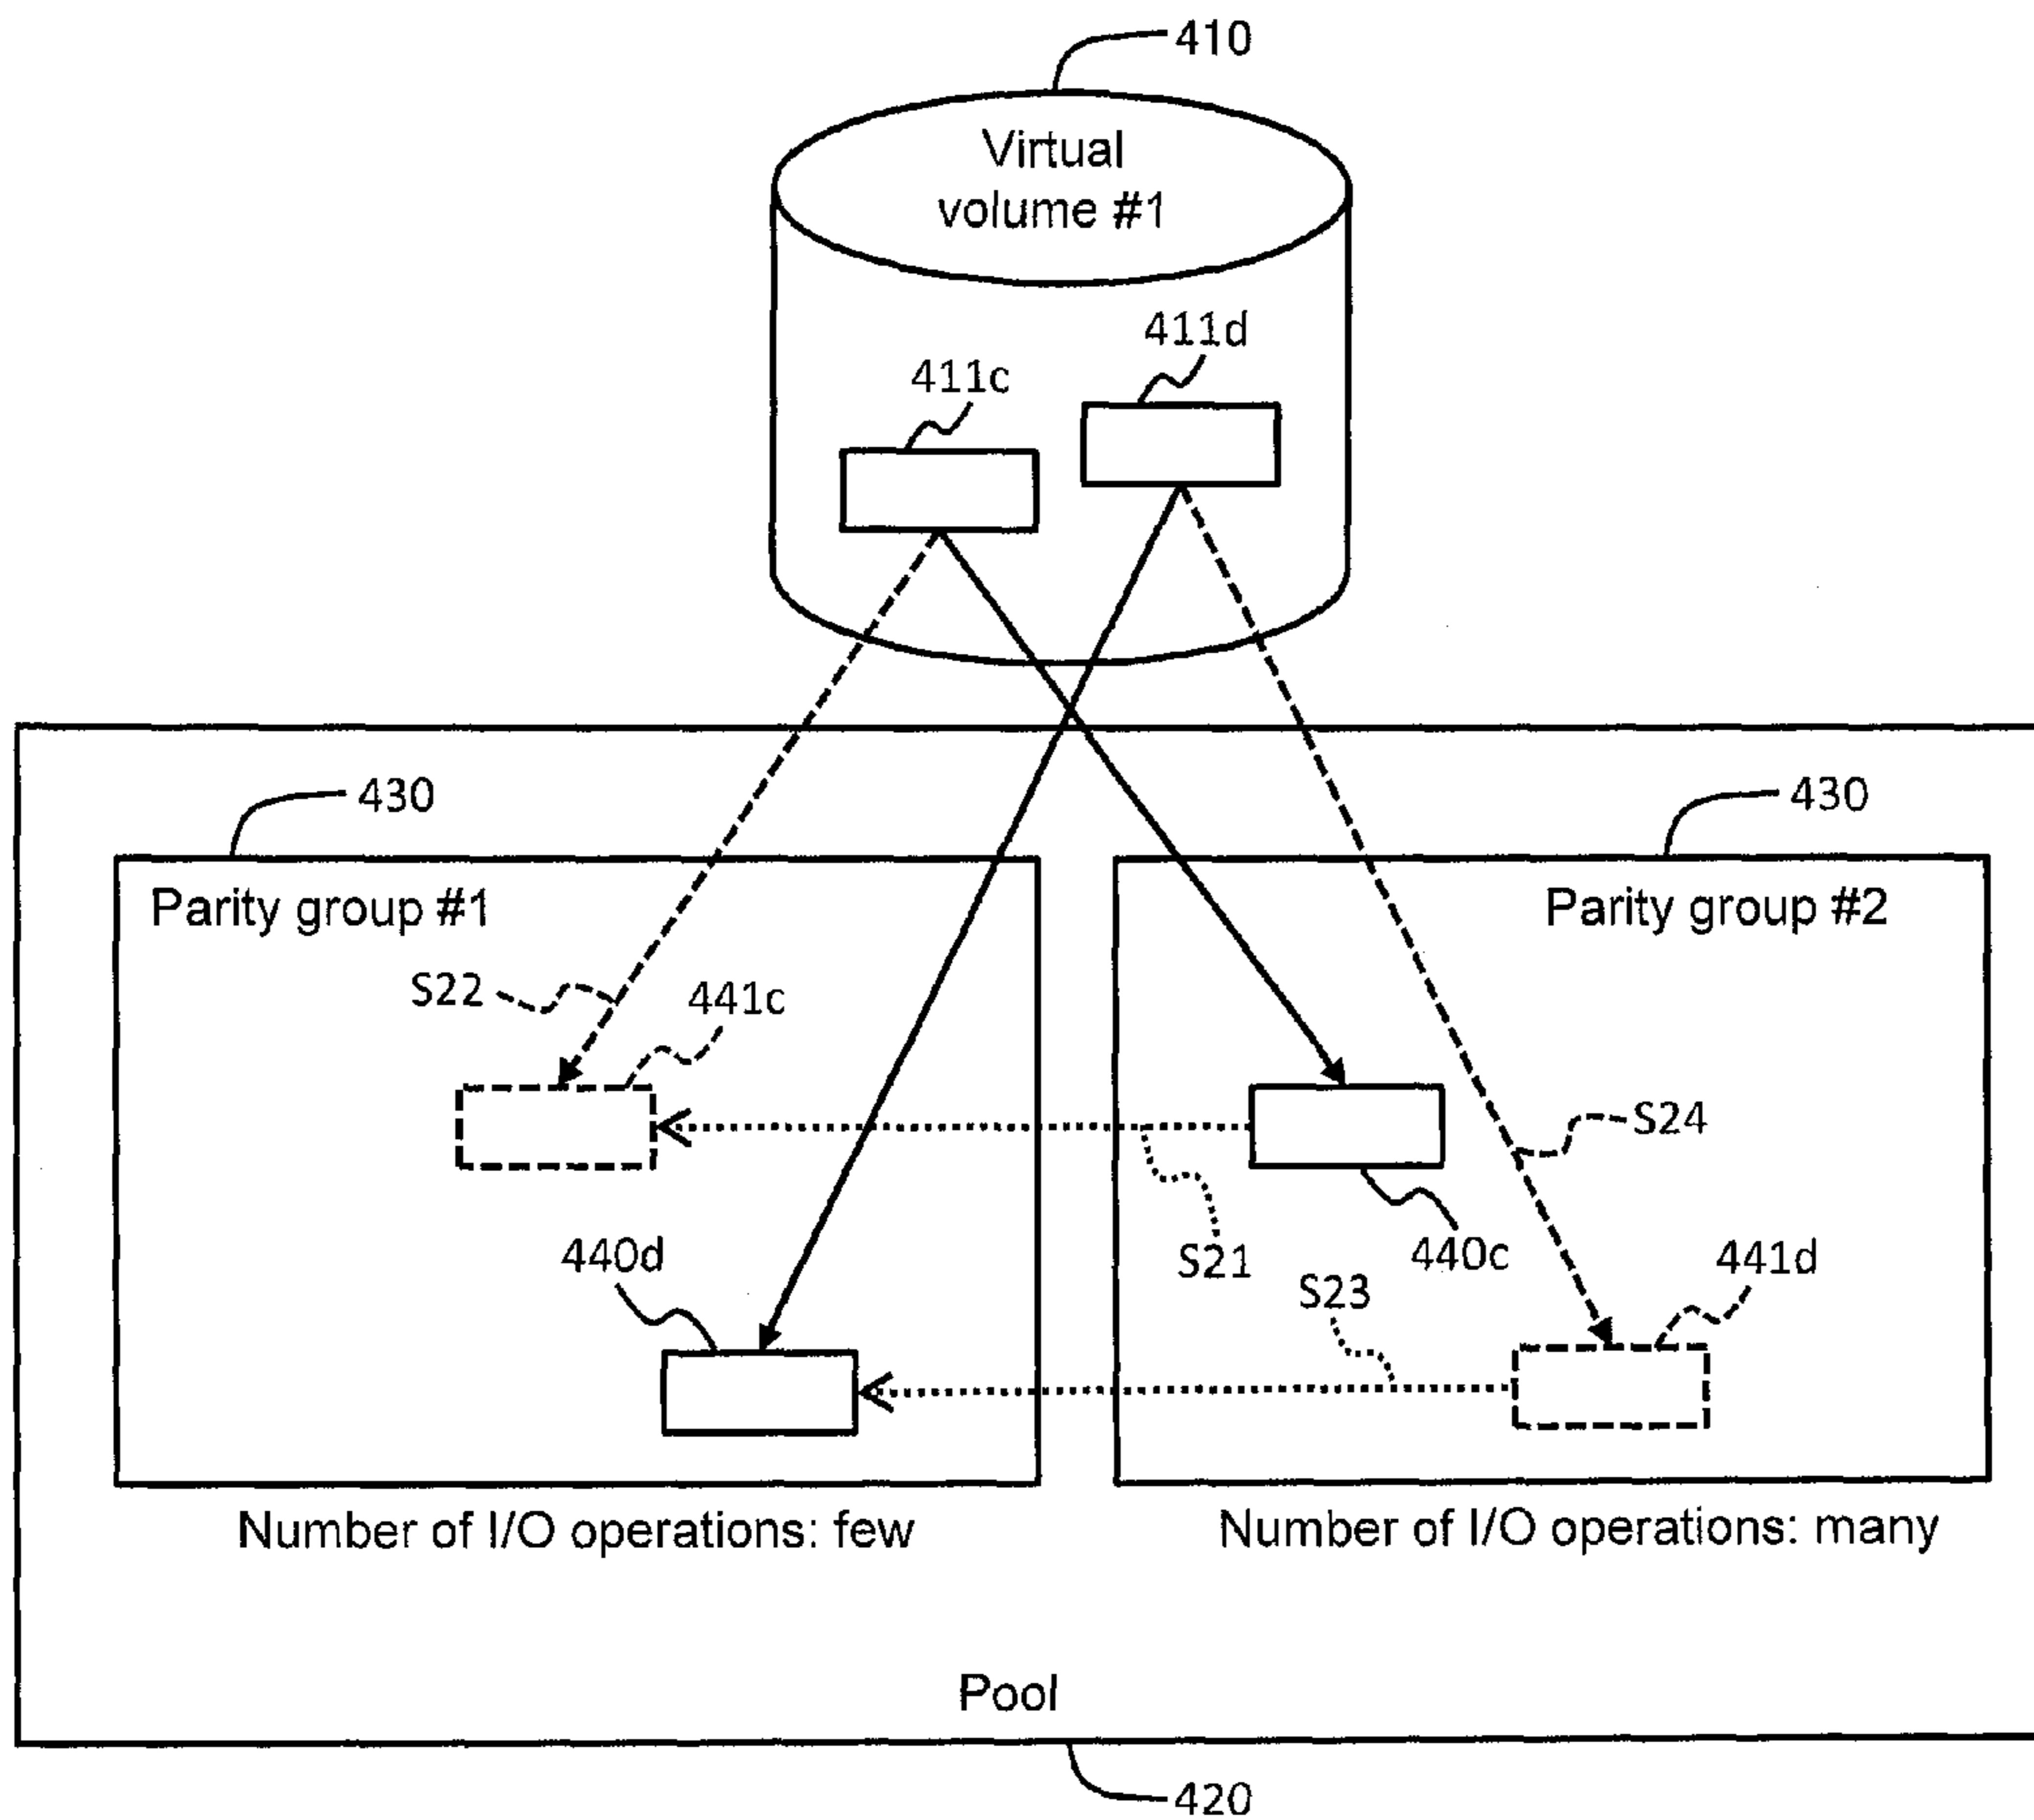 410
Virtual
volume #1
411d
411c
430
430
Parity group #1
Parity group #2
S22
441c
S24
440d
S21
440c
441d
S23
Number of I/O operations: few
Number of I/O operations: many
Pool
420